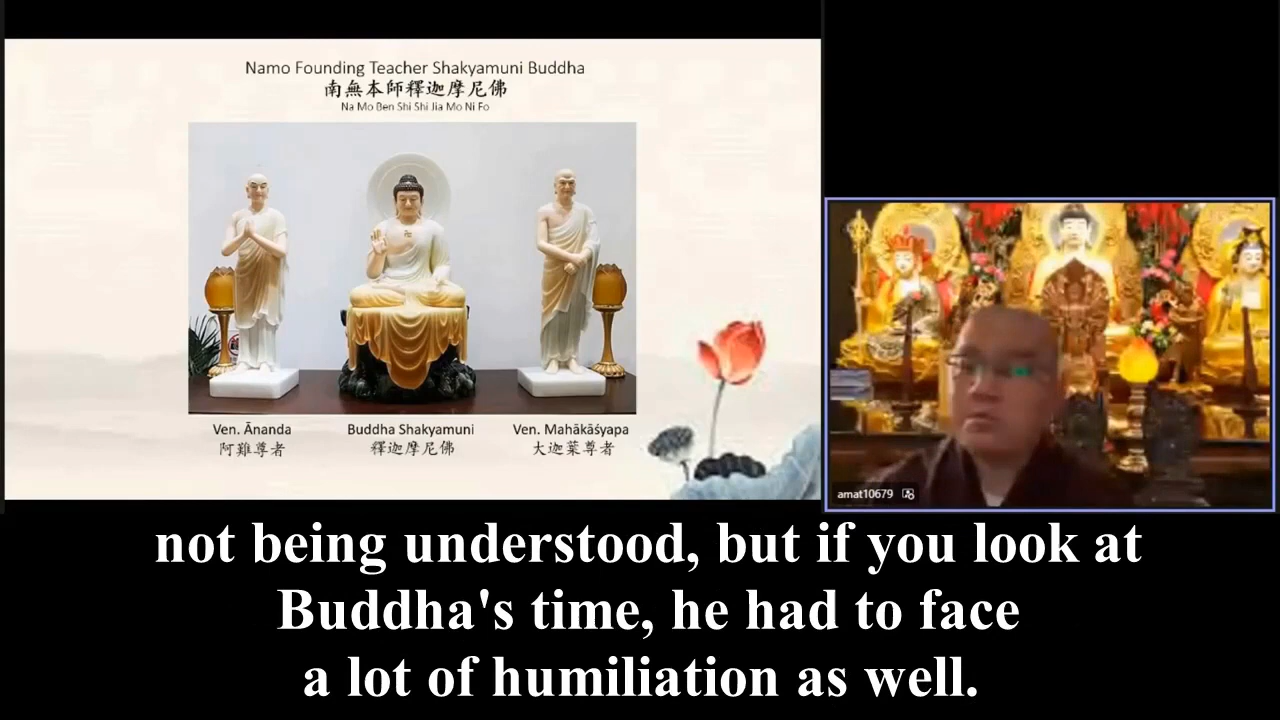 Namo Founding Teacher Shakyamuni Buddha
南無本師釋迦摩尼佛
Na Mo Ben Shi Shi Jia Mo Ni Fo
Ven. Ānanda
阿難尊者
Buddha Shakyamuni
釋迦摩尼佛
Ven. Mahākāśyapa
大迦葉尊者
amat10679
not being understood, but if you look at
Buddha's time, he had to face
a lot of humiliation as well.